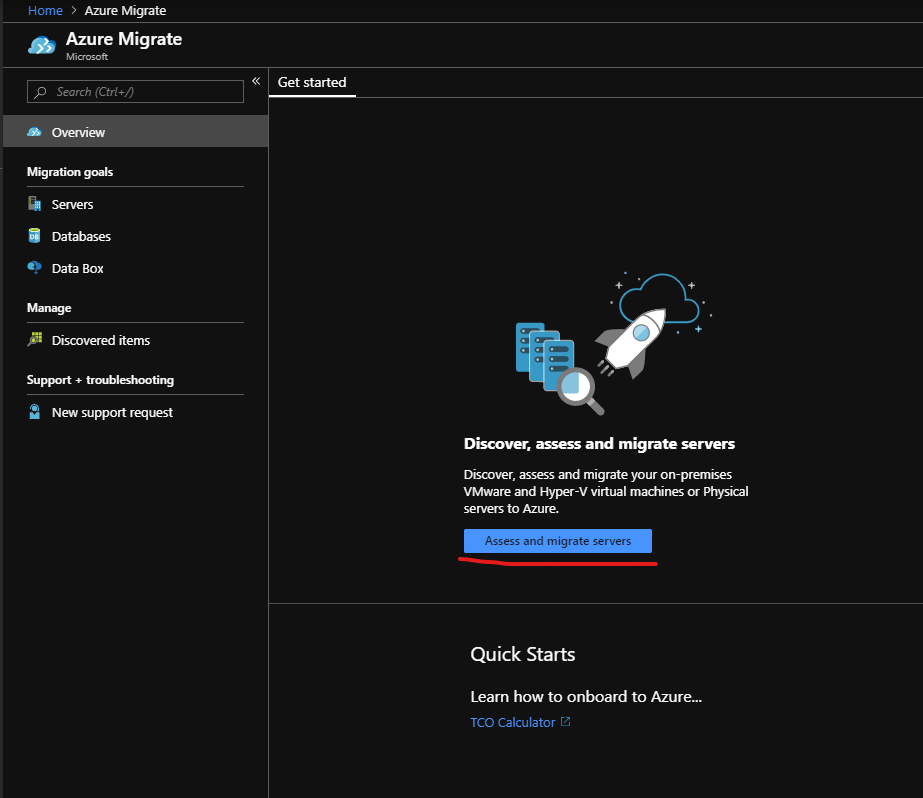 Home > Azure Migrate
Azure Migrate
Microsoft
Search (Ctrl+/)
«
Overview
Migration goals
Servers
Databases
Data Box
Manage
Discovered items
Support + troubleshooting
New support request
Get started
Discover, assess and migrate servers
Discover, assess and migrate your on-premises
VMware and Hyper-V virtual machines or Physical
servers to Azure.
Assess and migrate servers
Quick Starts
Learn how to onboard to Azure...
TCO Calculator